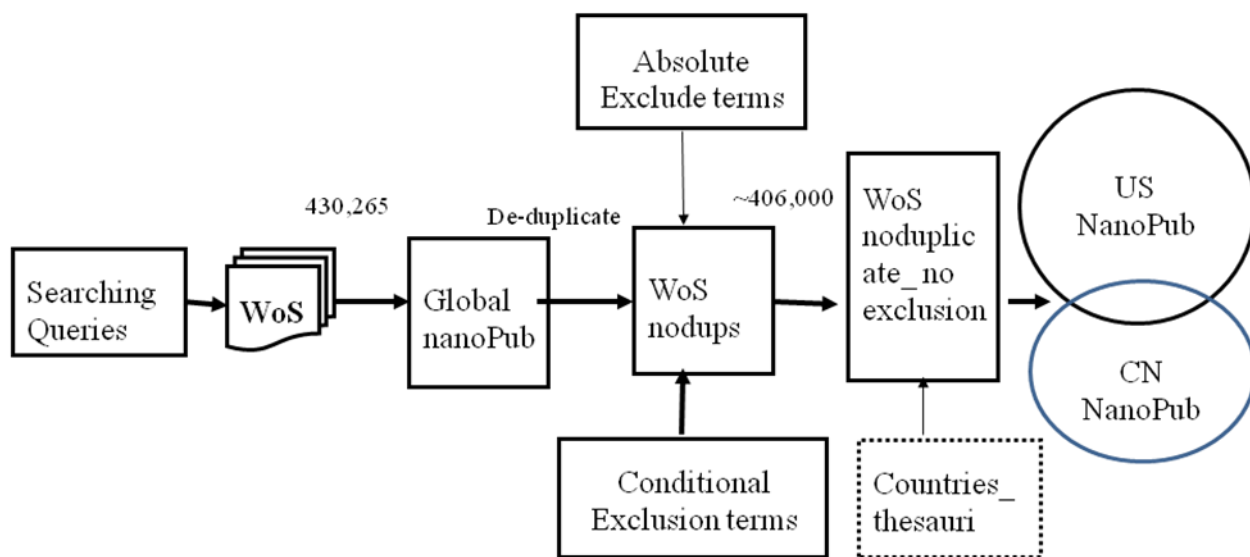 Absolute
Exclude terms
430,265
De-duplicate
~406,000
Searching
Queries
WoS
Global
nanoPub
WoS
nodups
WoS
noduplic
ate_no
exclusion
US
NanoPub
CN
NanoPub
Conditional
Exclusion terms
Countries_
thesauri